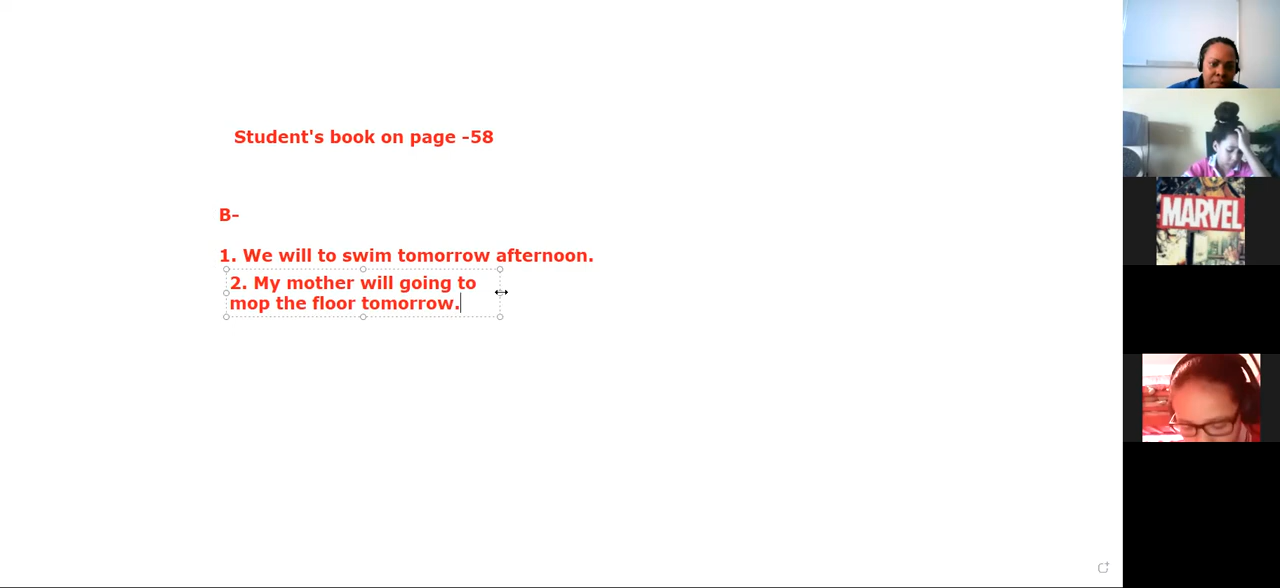 Student's book on page -58
B-
1. We will to swim tomorrow afternoon.
2. My mother will going to
mop the floor tomorrow.
MARVEL